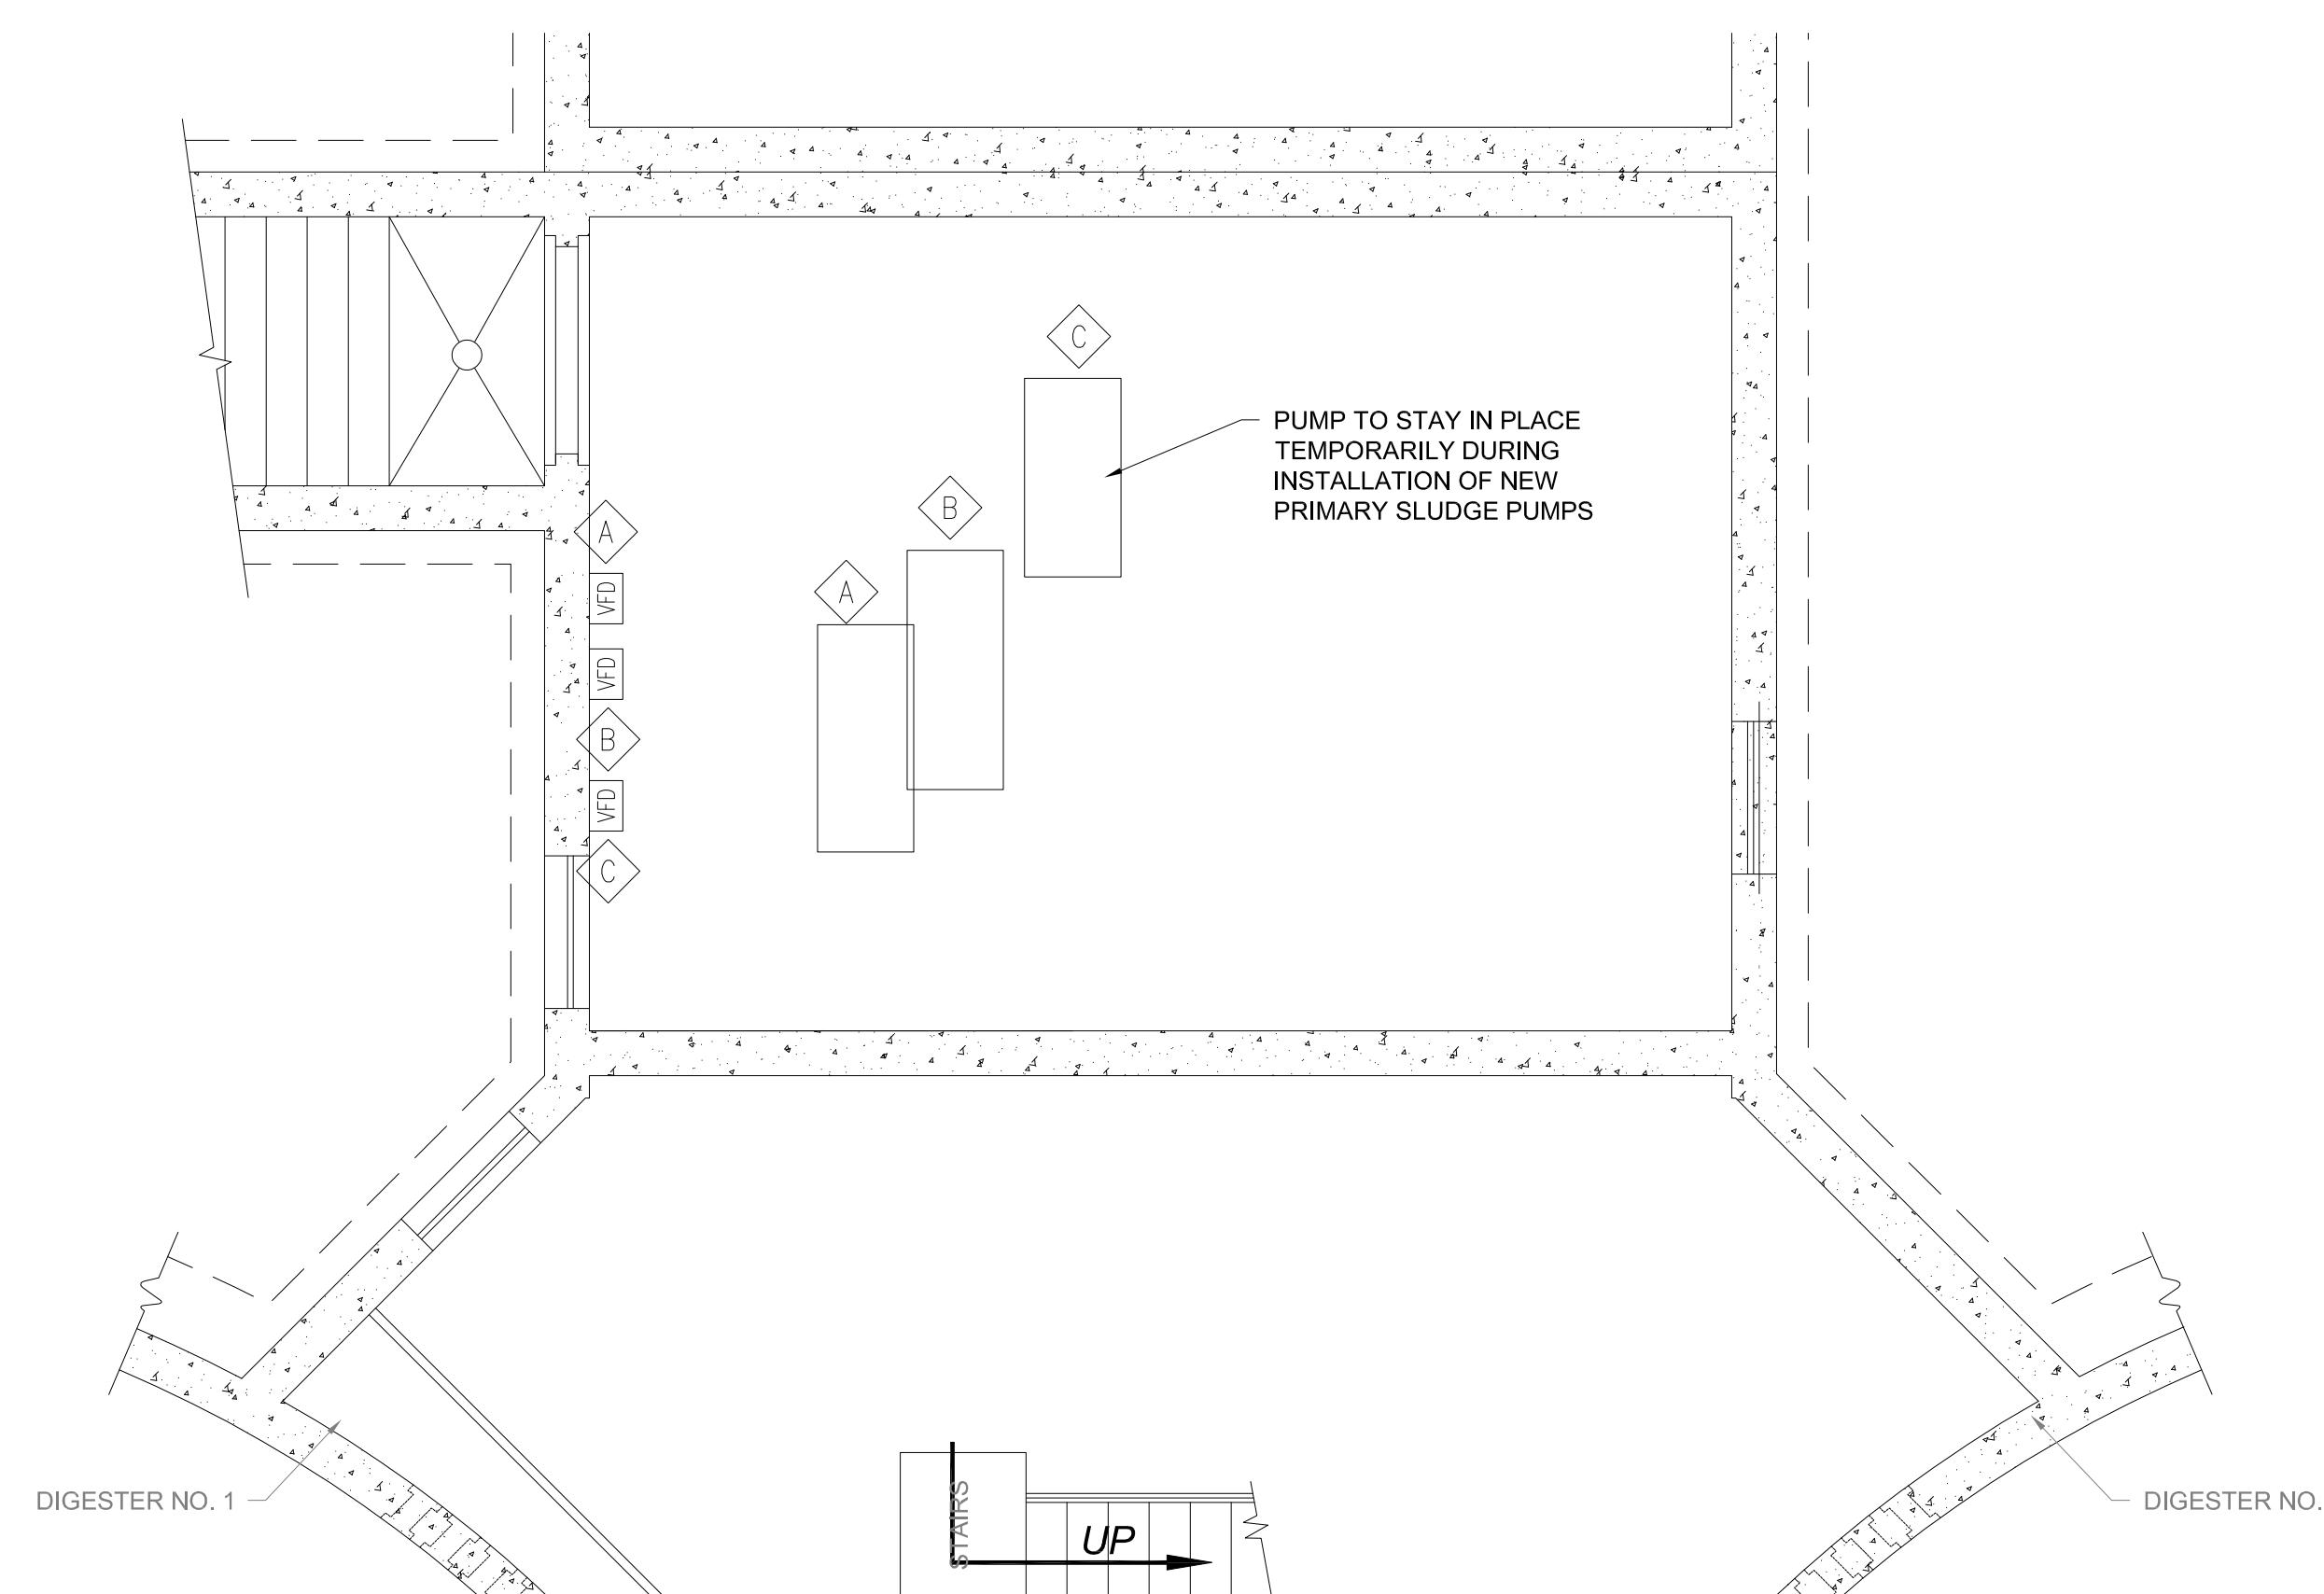 C
PUMP TO STAY IN PLACE
TEMPORARILY DURING
INSTALLATION OF NEW
PRIMARY SLUDGE PUMPS
B
A
A
VFD
VFD
B
VFD
C
DIGESTER NO. 1
DIGESTER NO.
STAIRS
UP